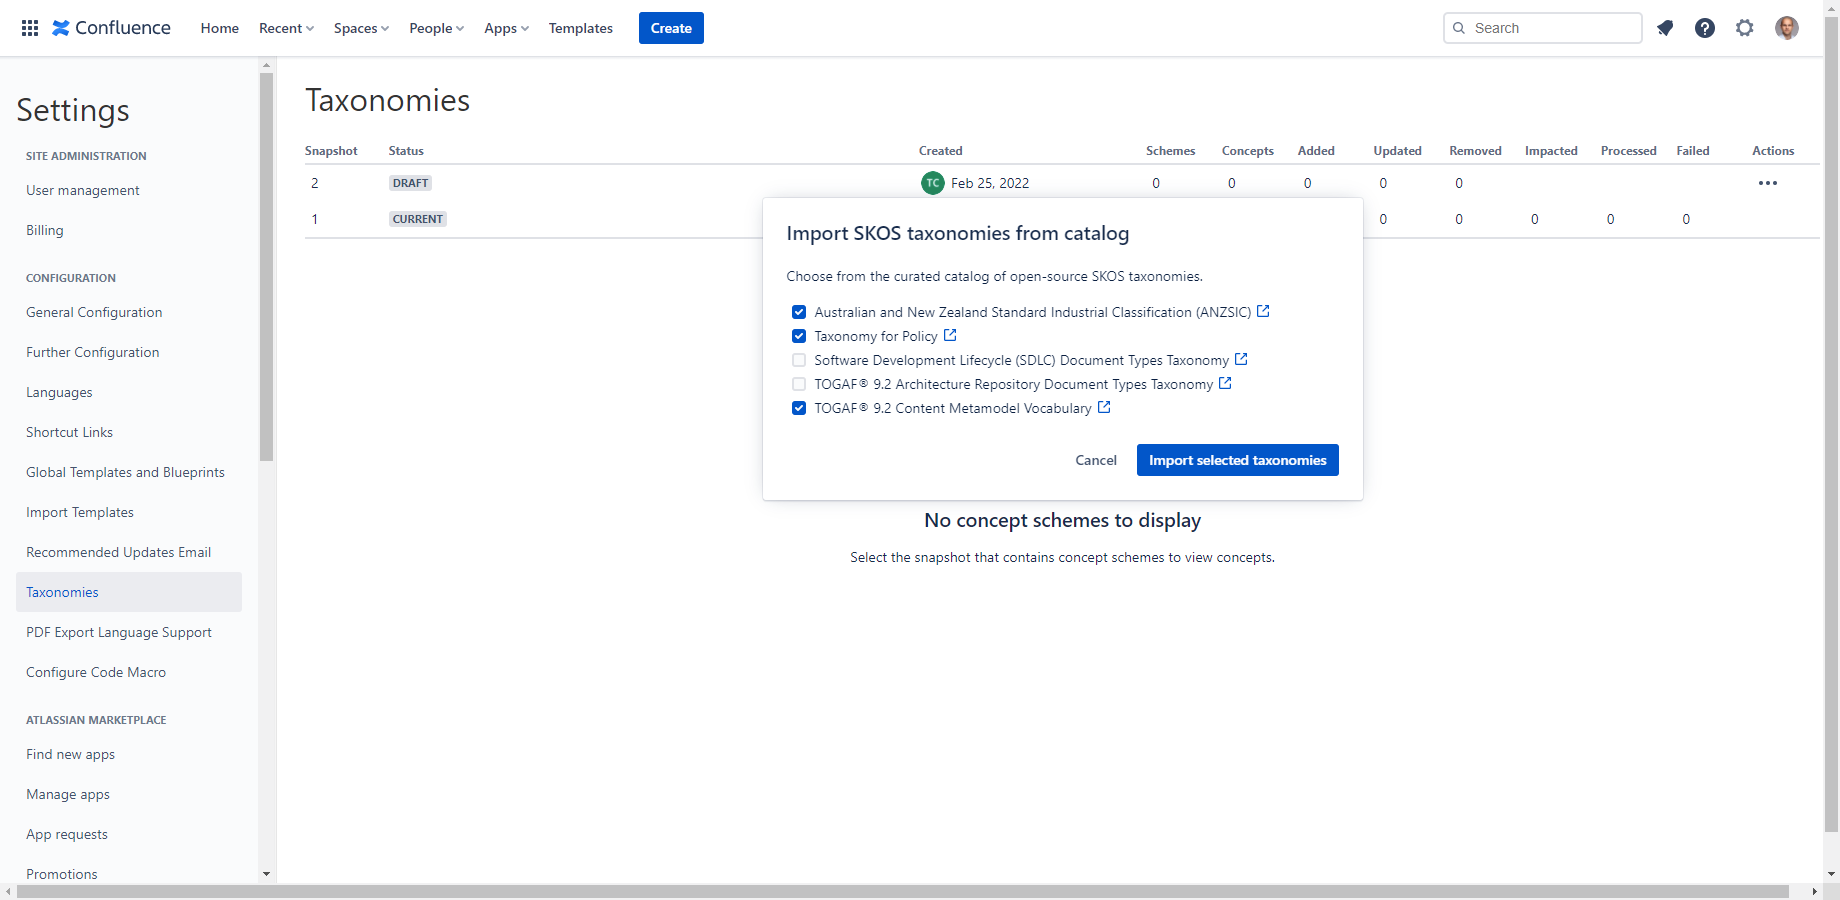 Confluence Home Recent Spaces People Apps Templates Create Search
Settings
SITE ADMINISTRATION
User management
Billing
CONFIGURATION
General Configuration
Further Configuration
Languages
Shortcut Links
Global Templates and Blueprints
Import Templates
Recommended Updates Email
Taxonomies
PDF Export Language Support
Configure Code Macro
ATLASSIAN MARKETPLACE
Find new apps
Manage apps
App requests
Promotions
Taxonomies
Snapshot Status Created Schemes Concepts Added Updated Removed Impacted Processed Failed Actions
2 DRAFT TC Feb 25, 2022 0 0 0 0 0
1 CURRENT 0 0 0 0 0
Import SKOS taxonomies from catalog
Choose from the curated catalog of open-source SKOS taxonomies.
Australian and New Zealand Standard Industrial Classification (ANZSIC)
Taxonomy for Policy
Software Development Lifecycle (SDLC) Document Types Taxonomy
TOGAF® 9.2 Architecture Repository Document Types Taxonomy
TOGAF® 9.2 Content Metamodel Vocabulary
Cancel Import selected taxonomies
No concept schemes to display
Select the snapshot that contains concept schemes to view concepts.